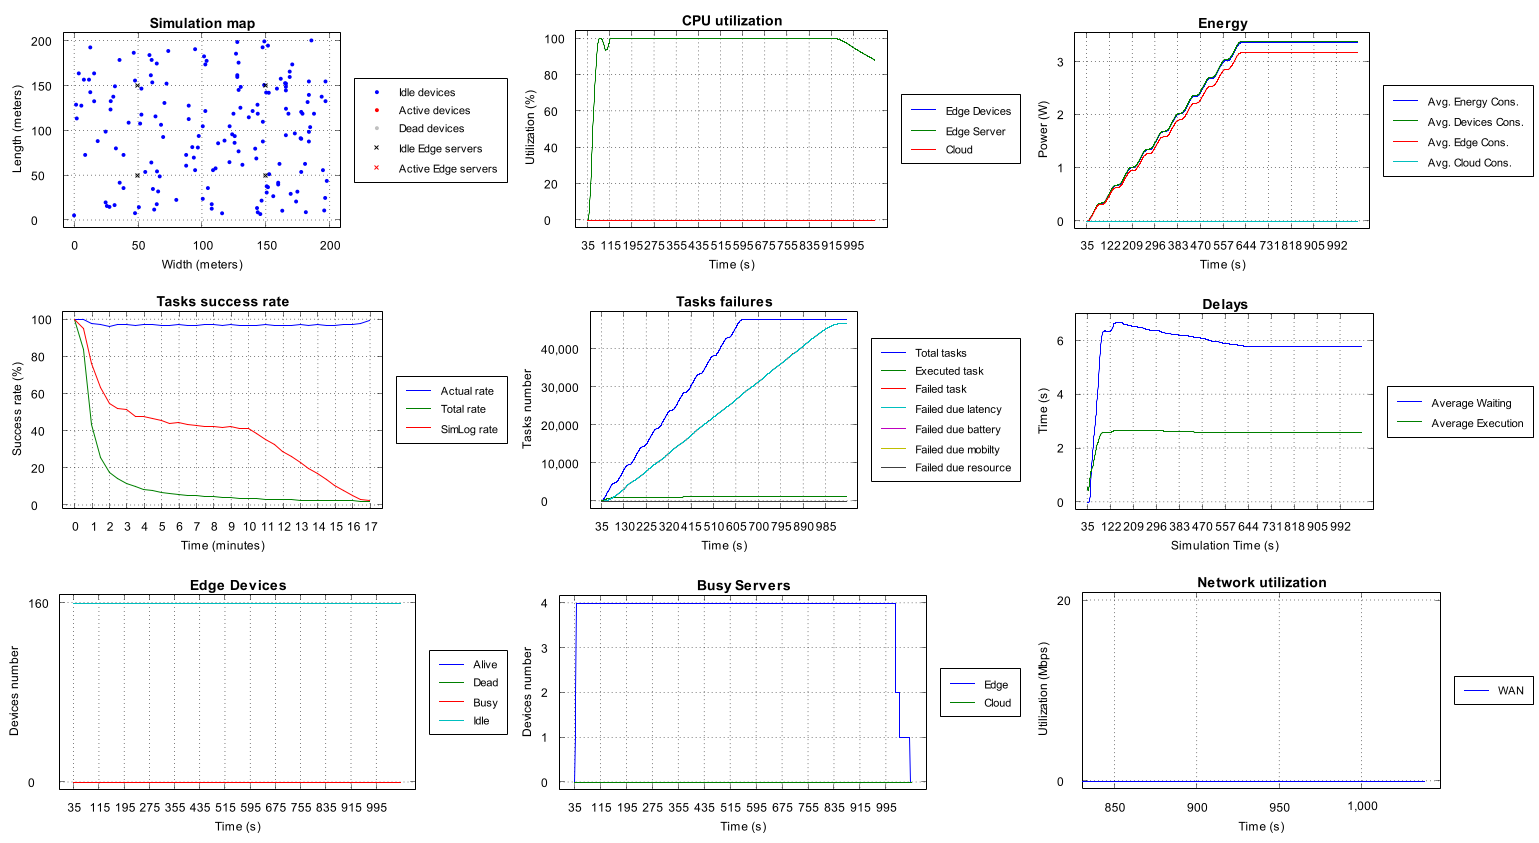 Simulation map
Length (meters)
200
150
100
50
0
0 50 100 150 200
Width (meters)
Idle devices
Active devices
Dead devices
Idle Edge servers
Active Edge servers
CPU utilization
Utilization (%)
100
80
60
40
20
0
35 115 195 275 355 435 515 595 675 755 835 915 995
Time (s)
Edge Devices
Edge Server
Cloud
Energy
Power (W)
3
2
1
0
35 122 209 296 383 470 557 644 731 818 905 992
Time (s)
Avg. Energy Cons.
Avg. Devices Cons.
Avg. Edge Cons.
Avg. Cloud Cons.
Tasks success rate
Success rate (%)
100
80
60
40
20
0
0 1 2 3 4 5 6 7 8 9 10 11 12 13 14 15 16 17
Time (minutes)
Actual rate
Total rate
SimLog rate
Tasks failures
Tasks number
40,000
30,000
20,000
10,000
0
35 130 225 320 415 510 605 700 795 890 985
Time (s)
Total tasks
Executed task
Failed task
Failed due latency
Failed due battery
Failed due mobilty
Failed due resource
Delays
Time (s)
6
4
2
0
35 122 209 296 383 470 557 644 731 818 905 992
Simulation Time (s)
Average Waiting
Average Execution
Edge Devices
Devices number
160
0
35 115 195 275 355 435 515 595 675 755 835 915 995
Time (s)
Alive
Dead
Busy
Idle
Busy Servers
Devices number
4
3
2
1
0
35 115 195 275 355 435 515 595 675 755 835 915 995
Time (s)
Edge
Cloud
Network utilization
Utilization (Mbps)
20
0
850 900 950 1,000
Time (s)
WAN